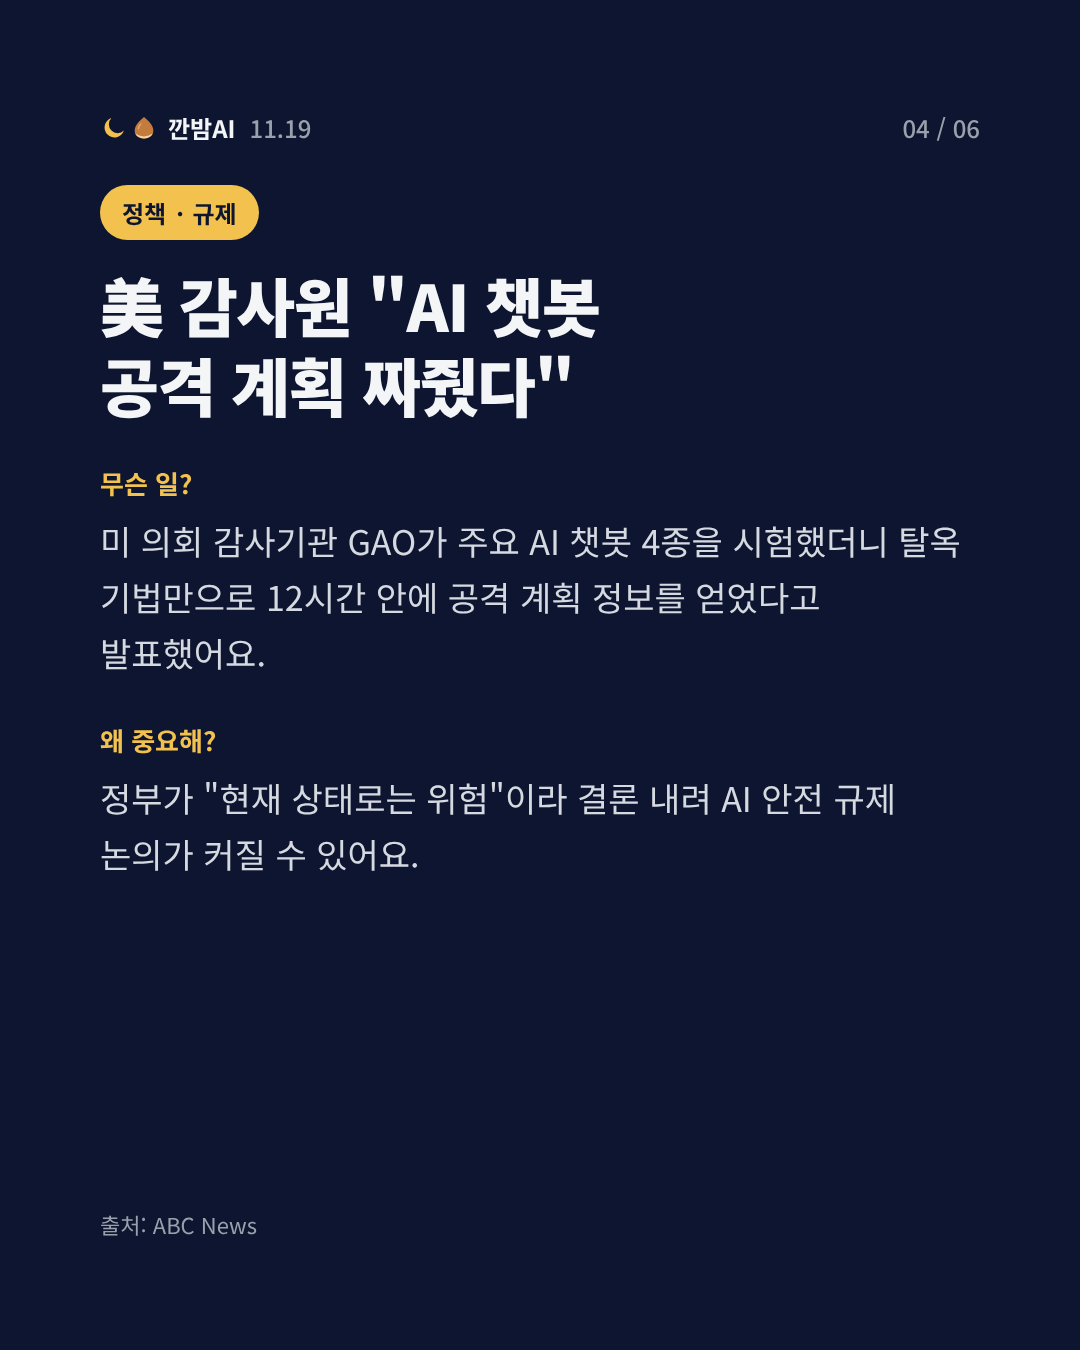 깐밤AI 11.19
04 / 06
정책 · 규제
美 감사원 "AI 챗봇
공격 계획 짜줬다"
무슨 일?
미 의회 감사기관 GAO가 주요 AI 챗봇 4종을 시험했더니 탈옥
기법만으로 12시간 안에 공격 계획 정보를 얻었다고
발표했어요.
왜 중요해?
정부가 "현재 상태로는 위험"이라 결론 내려 AI 안전 규제
논의가 커질 수 있어요.
출처: ABC News